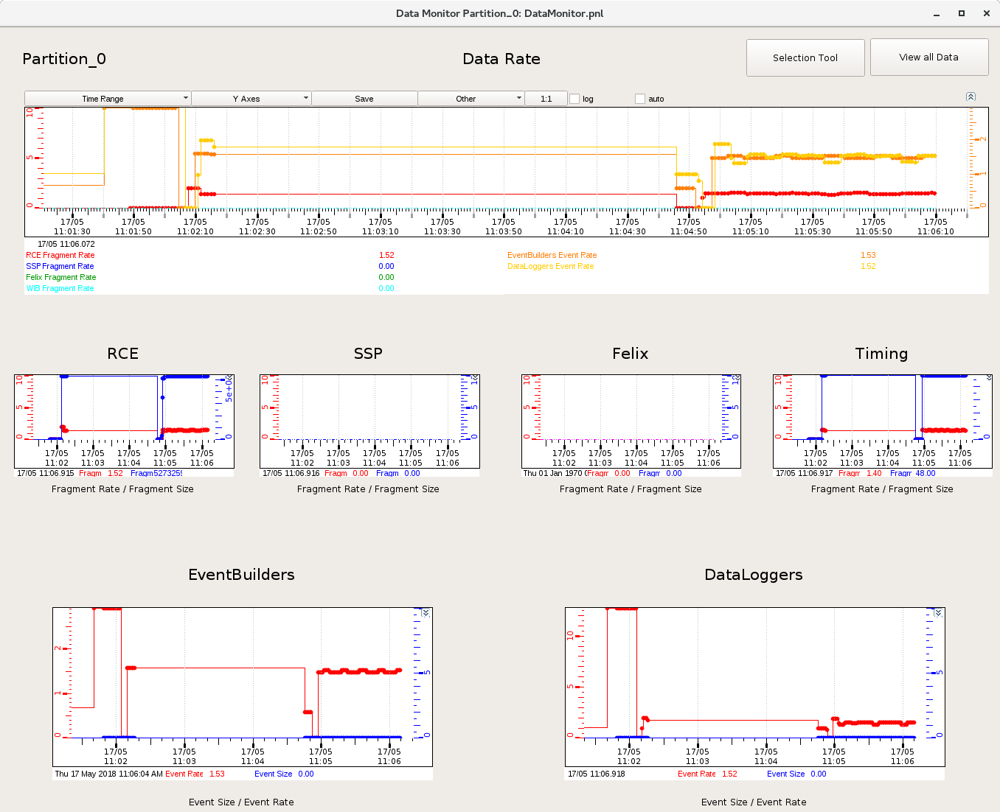 Data Monitor Partition_0: DataMonitor.pnl
Partition_0
Data Rate
Selection Tool
View all Data
Time Range
Y Axes
Save
Other
1:1
log
auto
10
5
0
2
1
0
17/05 17/05 17/05 17/05 17/05 17/05 17/05 17/05 17/05 17/05 17/05 17/05 17/05 17/05 17/05
11:01:30 11:01:50 11:02:10 11:02:30 11:02:50 11:03:10 11:03:30 11:03:50 11:04:10 11:04:30 11:04:50 11:05:10 11:05:30 11:05:50 11:06:10
17/05 11:06.072
RCE Fragment Rate 1.52 EventBuilders Event Rate 1.53
SSP Fragment Rate 0.00 DataLoggers Event Rate 1.52
Felix Fragment Rate 0.00
WIB Fragment Rate 0.00
RCE
10
5
0
5e+0
0
17/05 17/05 17/05 17/05 17/05
11:02 11:03 11:04 11:05 11:06
17/05 11:06.915 Fragm 1.52 Fragm 527325
Fragment Rate / Fragment Size
SSP
10
5
0
5
0
17/05 17/05 17/05 17/05 17/05
11:02 11:03 11:04 11:05 11:06
17/05 11:06.916 Fragm 0.00 Fragm 0.00
Fragment Rate / Fragment Size
Felix
10
5
0
5
0
17/05 17/05 17/05 17/05 17/05
11:02 11:03 11:04 11:05 11:06
Thu 01 Jan 1970 Fragm 0.00 Fragm 0.00
Fragment Rate / Fragment Size
Timing
10
5
0
0
17/05 17/05 17/05 17/05 17/05
11:02 11:03 11:04 11:05 11:06
17/05 11:06.917 Fragm 1.40 Fragm 48.00
Fragment Rate / Fragment Size
EventBuilders
2
1
0
5
0
17/05 17/05 17/05 17/05 17/05
11:02 11:03 11:04 11:05 11:06
Thu 17 May 2018 11:06:04 AM Event Rate 1.53 Event Size 0.00
Event Size / Event Rate
DataLoggers
10
5
0
5
0
17/05 17/05 17/05 17/05 17/05
11:02 11:03 11:04 11:05 11:06
17/05 11:06.918 Event Rate 1.52 Event Size 0.00
Event Size / Event Rate